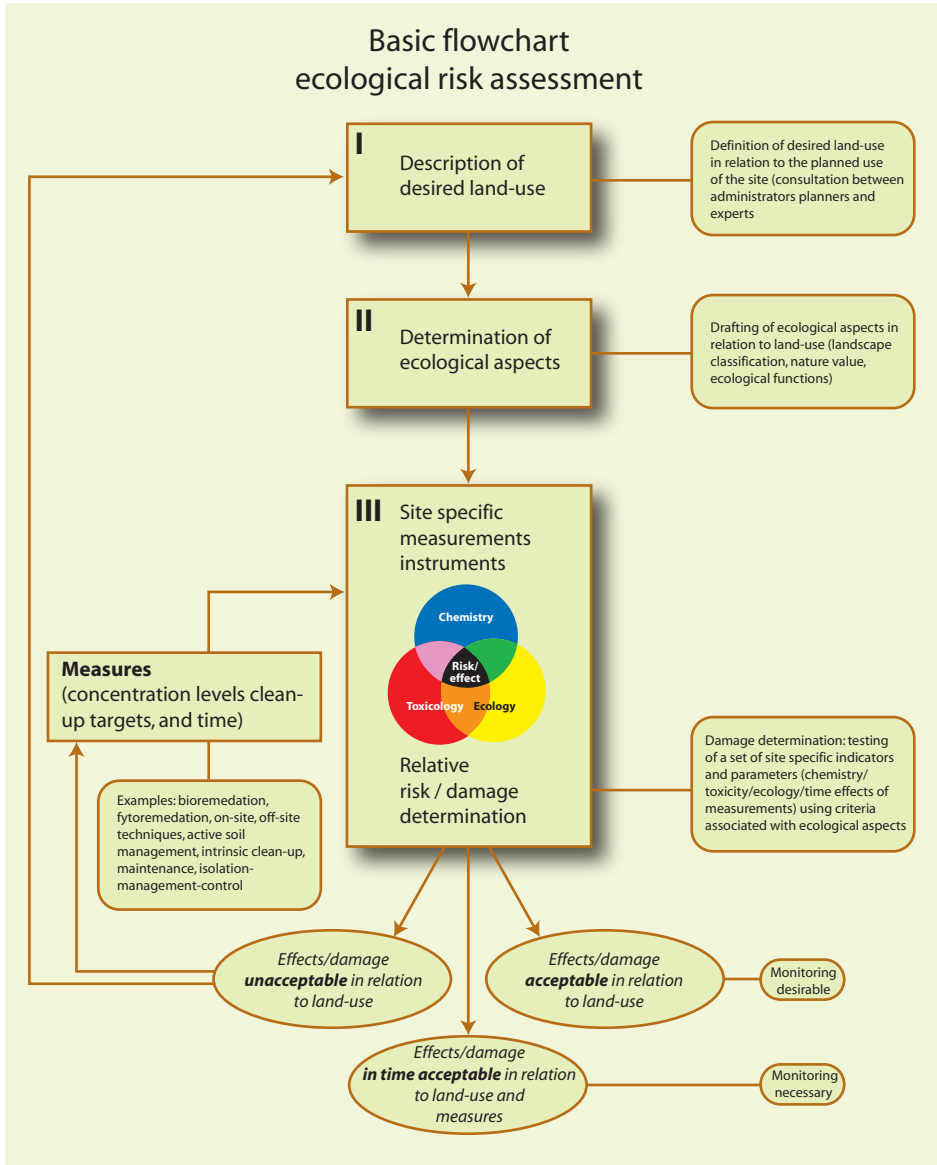 Basic flowchart
ecological risk assessment
I
Description of
desired land-use
Definition of desired land-use
in relation to the planned use
of the site (consultation between
administrators planners and
experts
II
Determination of
ecological aspects
Drafting of ecological aspects in
relation to land-use (landscape
classification, nature value,
ecological functions)
III
Site specific
measurements
instruments
Chemistry
Risk/
effect
Toxicology
Ecology
Relative
risk / damage
determination
Measures
(concentration levels clean-
up targets, and time)
Examples: bioremedation,
fytoremedation, on-site, off-site
techniques, active soil
management, intrinsic clean-up,
maintenance, isolation-
management-control
Damage determination: testing
of a set of site specific indicators
and parameters (chemistry/
toxicity/ecology/time effects of
measurements) using criteria
associated with ecological aspects
Effects/damage
unacceptable in relation
to land-use
Effects/damage
acceptable in relation
to land-use
Monitoring
desirable
Effects/damage
in time acceptable in relation
to land-use and
measures
Monitoring
necessary